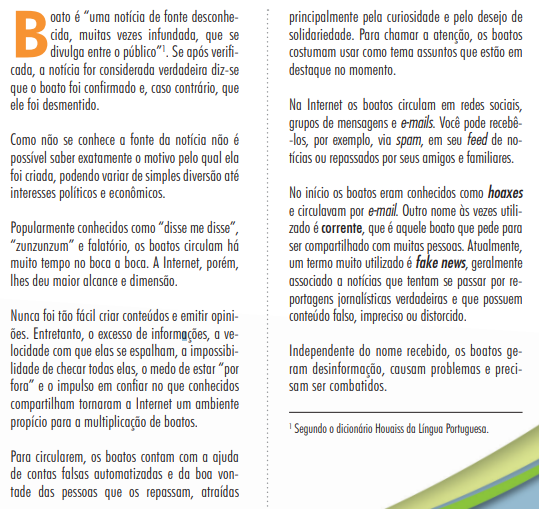 Boato é “uma notícia de fonte desconhe-
cida, muitas vezes infundada, que se
divulga entre o público”¹. Se após verifi-
cada, a notícia for considerada verdadeira diz-se
que o boato foi confirmado e, caso contrário, que
ele foi desmentido.
Como não se conhece a fonte da notícia não é
possível saber exatamente o motivo pelo qual ela
foi criada, podendo variar de simples diversão até
interesses políticos e econômicos.
Popularmente conhecidos como “disse me disse”,
“zunzunzum” e falatório, os boatos circulam há
muito tempo no boca a boca. A Internet, porém,
lhes deu maior alcance e dimensão.
Nunca foi tão fácil criar conteúdos e emitir opini-
ões. Entretanto, o excesso de informações, a ve-
locidade com que elas se espalham, a impossibi-
lidade de checar todas elas, o medo de estar “por
fora” e o impulso em confiar no que conhecidos
compartilham tornaram a Internet um ambiente
propício para a multiplicação de boatos.
Para circularem, os boatos contam com a ajuda
de contas falsas automatizadas e da boa von-
tade das pessoas que os repassam, atraídas
principalmente pela curiosidade e pelo desejo de
solidariedade. Para chamar a atenção, os boatos
costumam usar como tema assuntos que estão em
destaque no momento.
Na Internet os boatos circulam em redes sociais,
grupos de mensagens e e-mails. Você pode recebê-
-los, por exemplo, via spam, em seu feed de no-
tícias ou repassados por seus amigos e familiares.
No início os boatos eram conhecidos como hoaxes
e circulavam por e-mail. Outro nome às vezes utili-
zado é corrente, que é aquele boato que pede para
ser compartilhado com muitas pessoas. Atualmente,
um termo muito utilizado é fake news, geralmente
associado a notícias que tentam se passar por re-
portagens jornalísticas verdadeiras e que possuem
conteúdo falso, impreciso ou distorcido.
Independente do nome recebido, os boatos ge-
ram desinformação, causam problemas e preci-
sam ser combatidos.
¹ Segundo o dicionário Houaiss da Língua Portuguesa.